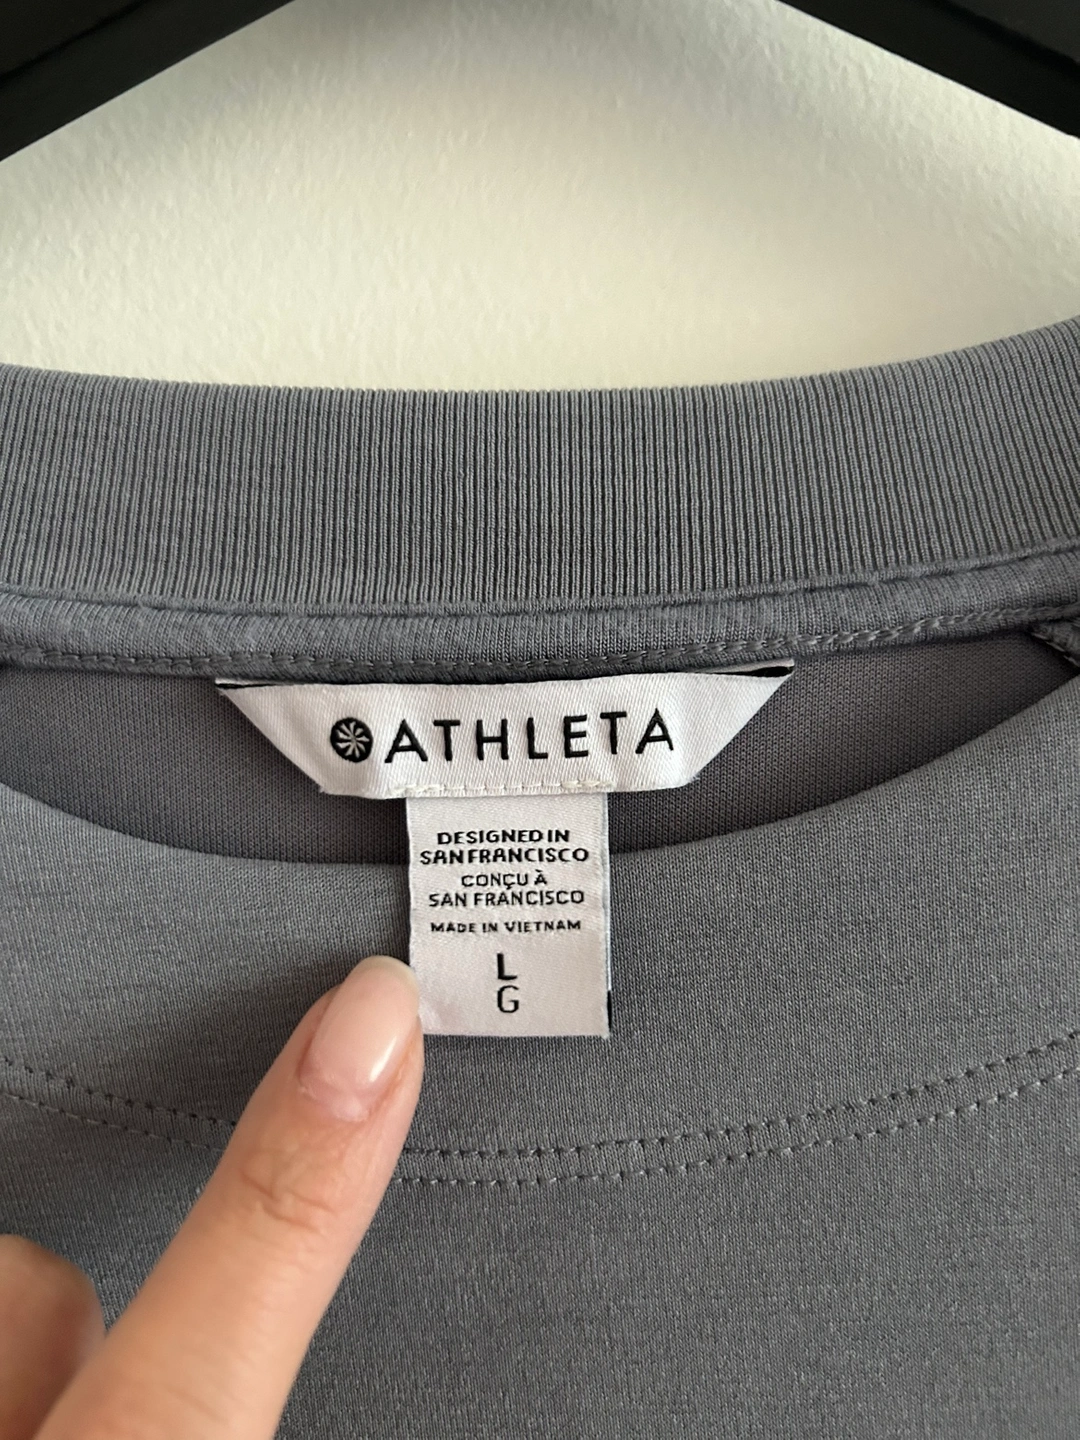 ATHLETA
DESIGNED IN
SAN FRANCISCO
CONÇU À
SAN FRANCISCO
MADE IN VIETNAM
L
G